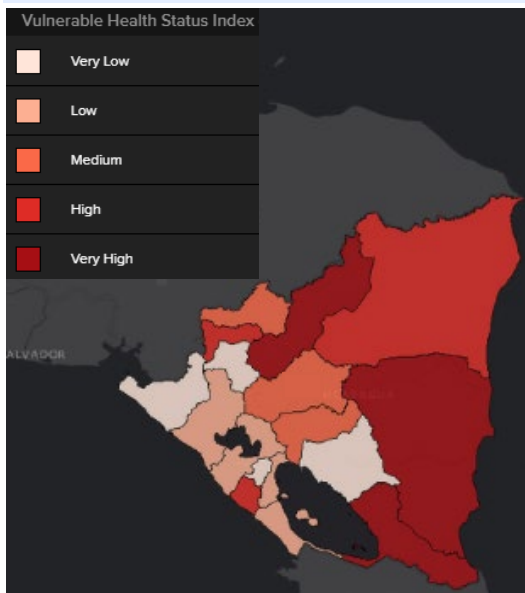 Vulnerable Health Status Index
Very Low
Low
Medium
High
Very High
ALVADOR